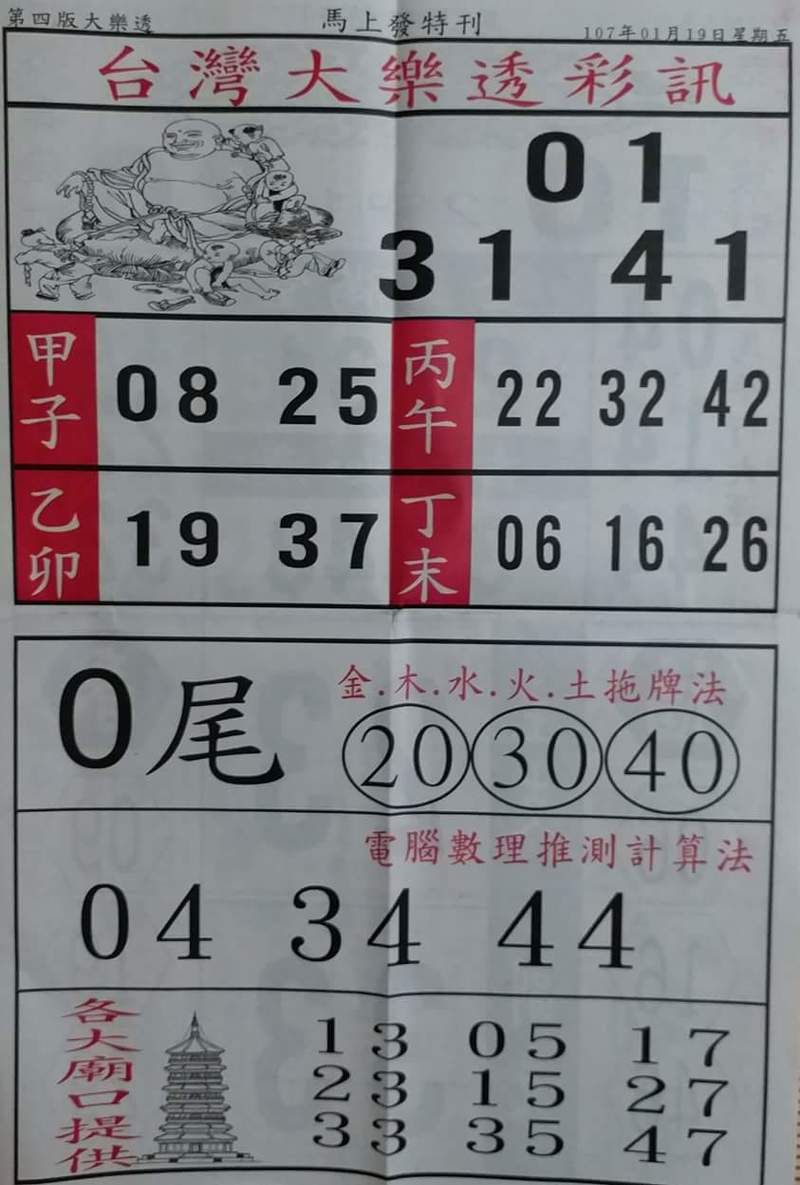 第四版大樂透 馬上發特刊 107年01月19日星期五
台灣大樂透彩訊
01
31 41
甲子 08 25 丙午 22 32 42
乙卯 19 37 丁末 06 16 26
0尾
金.木.水.火.土拖牌法
20 30 40
電腦數理推測計算法
04 34 44
各大廟口提供
13 05 17
23 15 27
33 35 47